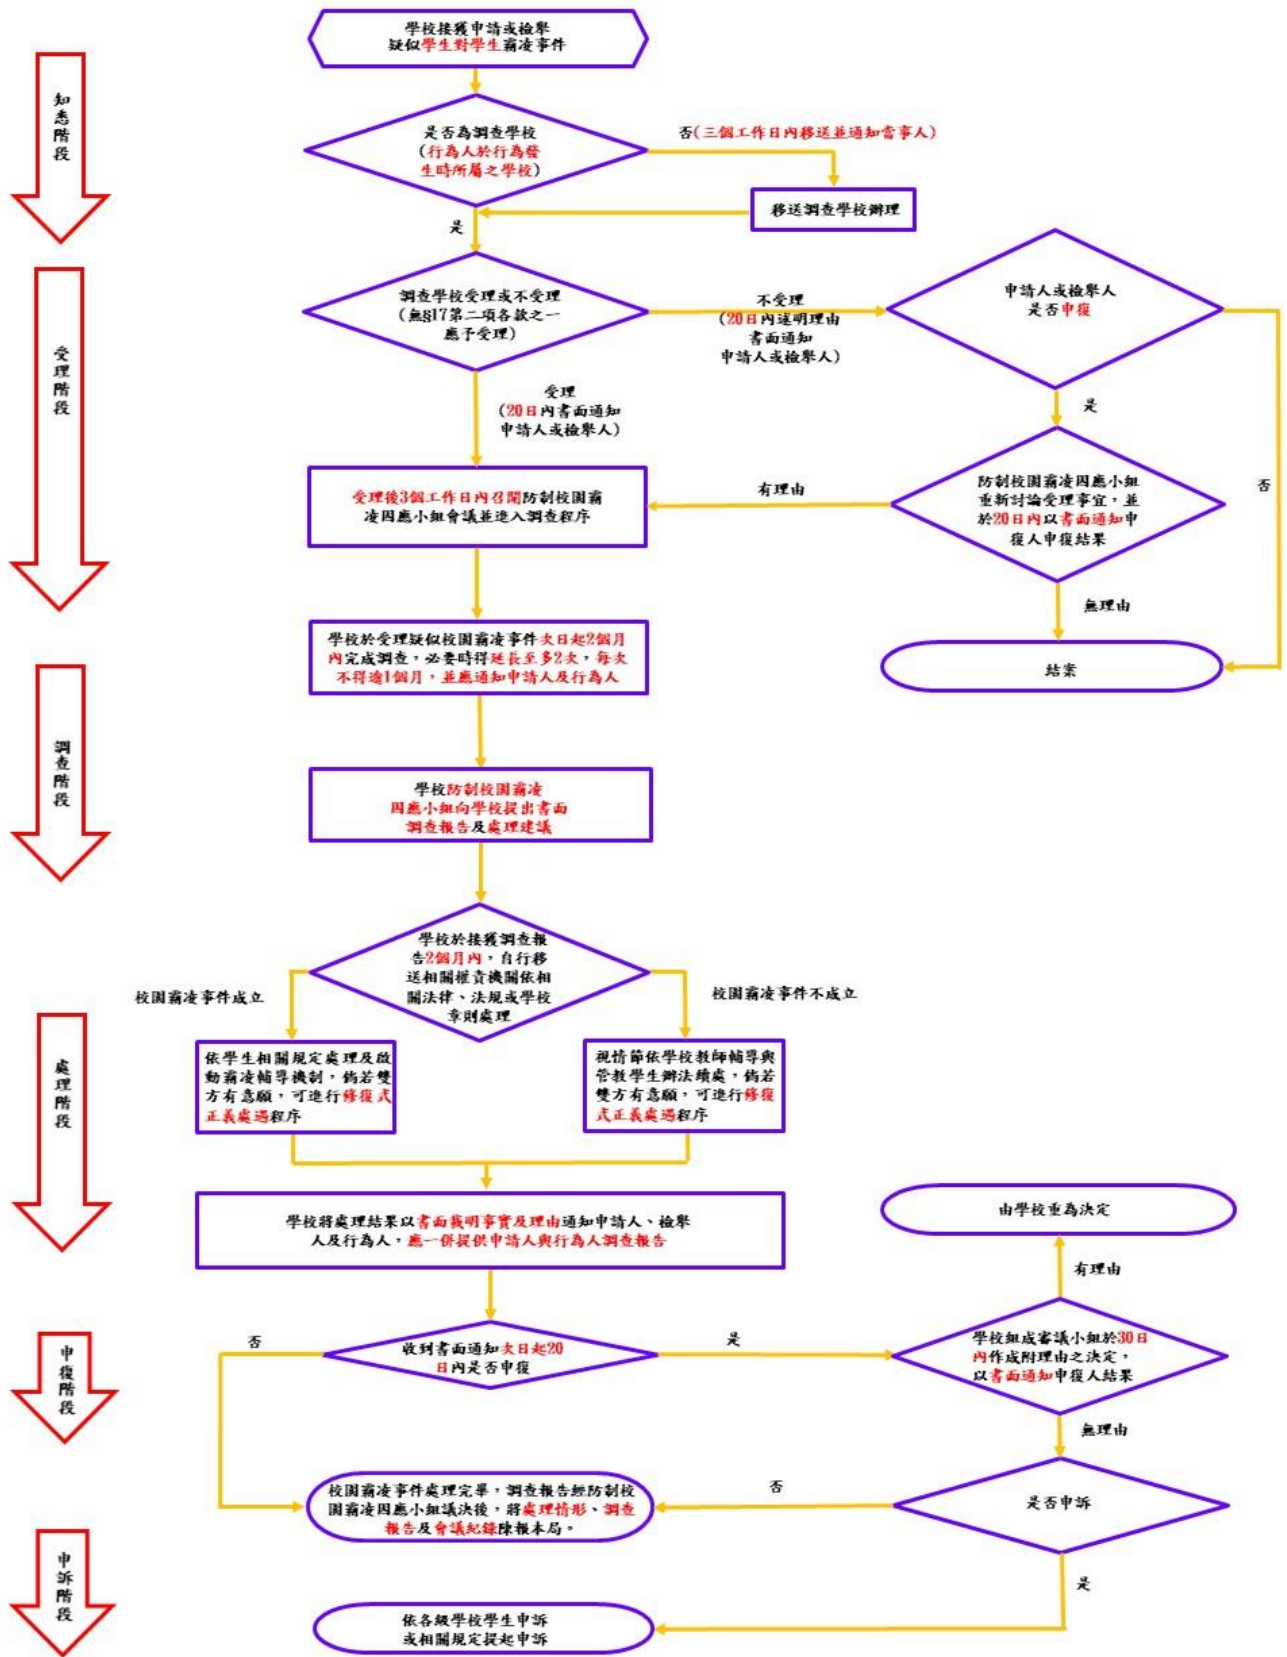 學校接獲申請或檢舉
疑似學生對學生霸凌事件
知悉階段
是否為調查學校
(行為人於行為發
生時所屬之學校)
否(三個工作日內移送並通知當事人)
移送調查學校辦理
是
受理階段
調查學校受理或不受理
(無§17第二項各款之一
應予受理)
不受理
(20日內述明理由
書面通知
申請人或檢舉人)
申請人或檢舉人
是否申復
受理
(20日內書面通知
申請人或檢舉人)
是
否
受理後3個工作日內召開防制校園霸
凌因應小組會議並進入調查程序
有理由
防制校園霸凌因應小組
重新討論受理事宜，並
於20日內以書面通知申
復人申復結果
無理由
結案
調查階段
學校於受理疑似校園霸凌事件次日起2個月
內完成調查，必要時得延長至多2次，每次
不得逾1個月，並應通知申請人及行為人
學校防制校園霸凌
因應小組向學校提出書面
調查報告及處理建議
處理階段
學校於接獲調查報
告2個月內，自行移
送相關權責機關依相
關法律、法規或學校
章則處理
校園霸凌事件成立
校園霸凌事件不成立
依學生相關規定處理及啟
動霸凌輔導機制，倘若雙
方有意願，可進行修復式
正義處遇程序
視情節依學校教師輔導與
管教學生辦法續處，倘若
雙方有意願，可進行修復
式正義處遇程序
學校將處理結果以書面載明事實及理由通知申請人、檢舉
人及行為人，應一併提供申請人與行為人調查報告
由學校重為決定
有理由
申復階段
收到書面通知次日起20
日內是否申復
否
是
學校組成審議小組於30日
內作成附理由之決定，
以書面通知申復人結果
無理由
校園霸凌事件處理完畢，調查報告經防制校
園霸凌因應小組議決後，將處理情形、調查
報告及會議紀錄陳報本局。
否
是否申訴
是
申訴階段
依各級學校學生申訴
或相關規定提起申訴